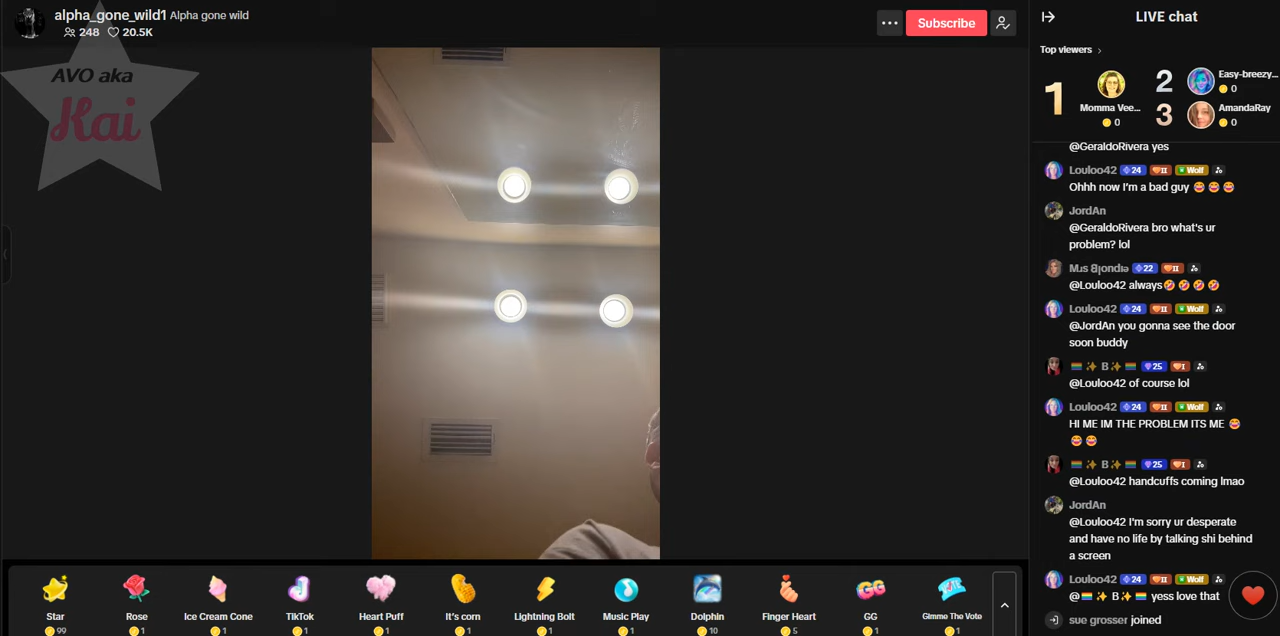 alpha_gone_wild1 Alpha gone wild
248 20.5K
Subscribe
AVO aka
Kai
LIVE chat
Top viewers
1
Momma Vee...
0
2
Easy-breezy...
0
3
AmandaRay
0
@GeraldoRivera yes
Louloo42 24 II Wolf
Ohhh now I'm a bad guy 🤩 🤩 🤩
JordAn
@GeraldoRivera bro what's ur
problem? lol
22 II
@Louloo42 always🤣 🤣 🤣 🤣
Louloo42 24 II Wolf
@JordAn you gonna see the door
soon buddy
🏳️‍🌈 ✨ B✨ 🏳️‍🌈 25 I
@Louloo42 of course lol
Louloo42 24 II Wolf
HI ME IM THE PROBLEM ITS ME 🤩
🤩 🤩
🏳️‍🌈 ✨ B✨ 🏳️‍🌈 25 I
@Louloo42 handcuffs coming lmao
JordAn
@Louloo42 I'm sorry ur desperate
and have no life by talking shi behind
a screen
Louloo42 24 II Wolf
@🏳️‍🌈 ✨ B✨ 🏳️‍🌈 yess love that
sue grosser joined
Star
99
Rose
1
Ice Cream Cone
1
TikTok
1
Heart Puff
1
It's corn
1
Lightning Bolt
1
Music Play
1
Dolphin
10
Finger Heart
5
GG
1
Gimme The Vote
1